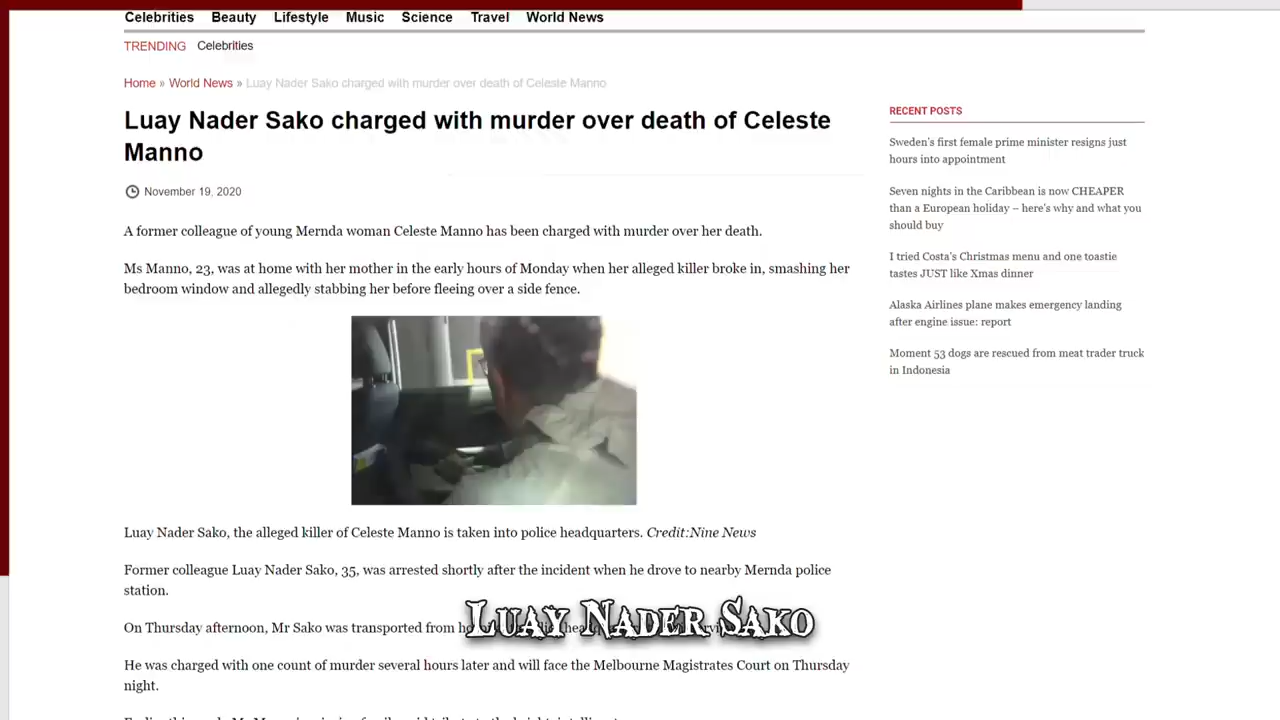 Celebrities Beauty Lifestyle Music Science Travel World News
TRENDING Celebrities
Home » World News » Luay Nader Sako charged with murder over death of Celeste Manno
Luay Nader Sako charged with murder over death of Celeste
Manno
November 19, 2020
A former colleague of young Mernda woman Celeste Manno has been charged with murder over her death.
Ms Manno, 23, was at home with her mother in the early hours of Monday when her alleged killer broke in, smashing her
bedroom window and allegedly stabbing her before fleeing over a side fence.
Luay Nader Sako, the alleged killer of Celeste Manno is taken into police headquarters. Credit:Nine News
Former colleague Luay Nader Sako, 35, was arrested shortly after the incident when he drove to nearby Mernda police
station.
On Thursday afternoon, Mr Sako was transported from
Luay Nader Sako
He was charged with one count of murder several hours later and will face the Melbourne Magistrates Court on Thursday
night.
RECENT POSTS
Sweden's first female prime minister resigns just
hours into appointment
Seven nights in the Caribbean is now CHEAPER
than a European holiday – here's why and what you
should buy
I tried Costa's Christmas menu and one toastie
tastes JUST like Xmas dinner
Alaska Airlines plane makes emergency landing
after engine issue: report
Moment 53 dogs are rescued from meat trader truck
in Indonesia